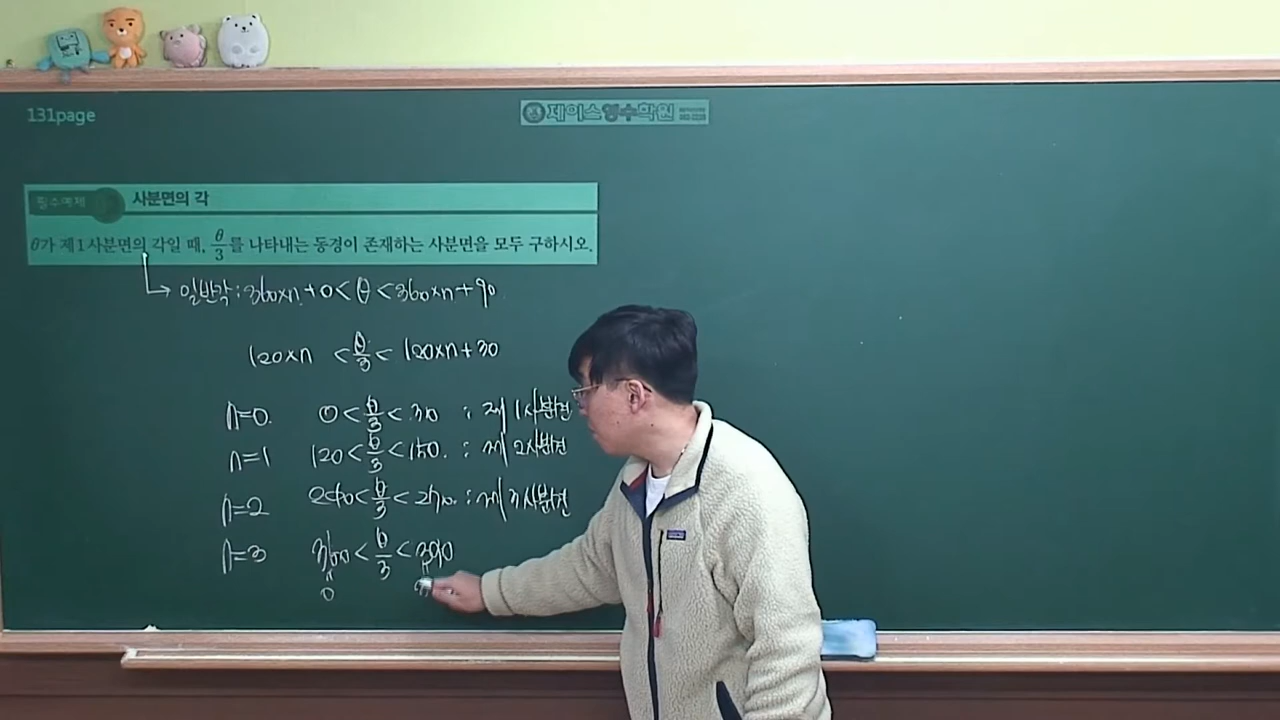 131page
제이스영수학원
필수예제
사분면의 각
θ가 제1사분면의 각일 때, θ/3를 나타내는 동경이 존재하는 사분면을 모두 구하시오.
일반각 : 360×n + 0 < θ < 360×n + 90
120×n < θ/3 < 120×n + 30
n=0. 0 < θ/3 < 30 : 제 1사분면
n=1 120 < θ/3 < 150. : 제 2사분면
n=2 240 < θ/3 < 270. : 제 3사분면
n=3 360 < θ/3 < 390
0